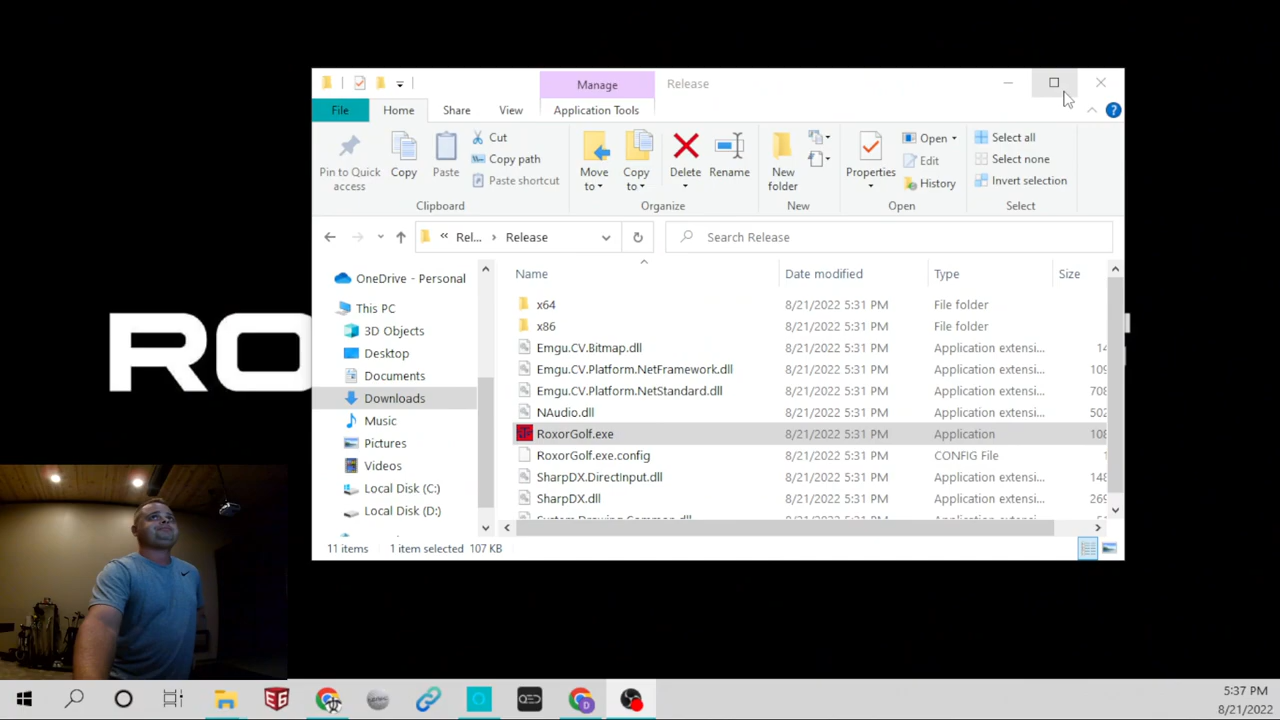 Manage
Release
File
Home
Share
View
Application Tools
Pin to Quick access
Copy
Paste
Cut
Copy path
Paste shortcut
Clipboard
Move to
Copy to
Delete
Rename
Organize
New folder
New
Properties
Open
Edit
History
Open
Select all
Select none
Invert selection
Select
« Rel... > Release
Search Release
Name
Date modified
Type
Size
OneDrive - Personal
This PC
3D Objects
Desktop
Documents
Downloads
Music
Pictures
Videos
Local Disk (C:)
Local Disk (D:)
x64 8/21/2022 5:31 PM File folder
x86 8/21/2022 5:31 PM File folder
Emgu.CV.Bitmap.dll 8/21/2022 5:31 PM Application extensi... 14
Emgu.CV.Platform.NetFramework.dll 8/21/2022 5:31 PM Application extensi... 109
Emgu.CV.Platform.NetStandard.dll 8/21/2022 5:31 PM Application extensi... 708
NAudio.dll 8/21/2022 5:31 PM Application extensi... 502
RoxorGolf.exe 8/21/2022 5:31 PM Application 108
RoxorGolf.exe.config 8/21/2022 5:31 PM CONFIG File 1
SharpDX.DirectInput.dll 8/21/2022 5:31 PM Application extensi... 148
SharpDX.dll 8/21/2022 5:31 PM Application extensi... 269
11 items
1 item selected 107 KB
RO
5:37 PM
8/21/2022